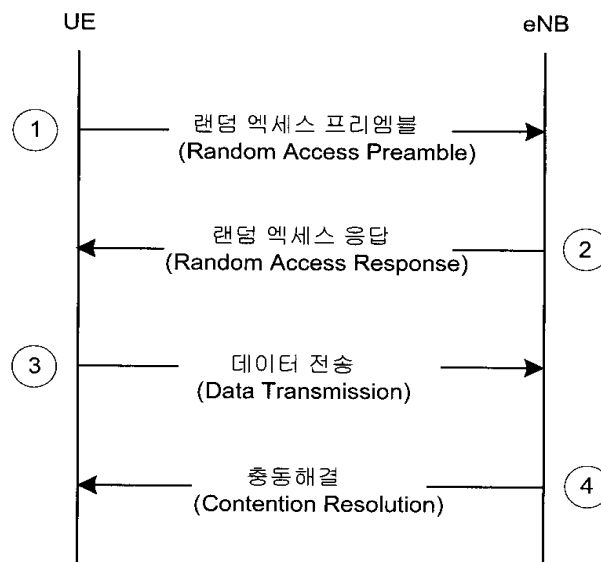 UE
eNB
1
랜덤 엑세스 프리엠블
(Random Access Preamble)
랜덤 엑세스 응답
(Random Access Response)
2
3
데이터 전송
(Data Transmission)
충동해결
(Contention Resolution)
4